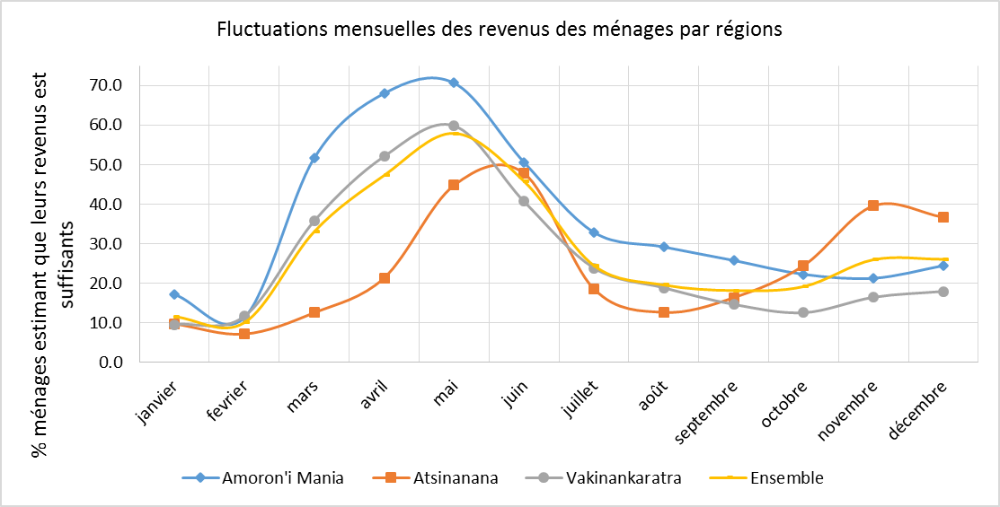 Fluctuations mensuelles des revenus des ménages par régions
% ménages estimant que leurs revenus est
suffisants
70.0
60.0
50.0
40.0
30.0
20.0
10.0
0.0
janvier
fevrier
mars
avril
mai
juin
juillet
août
septembre
octobre
novembre
décembre
Amoron'i Mania
Atsinanana
Vakinankaratra
Ensemble